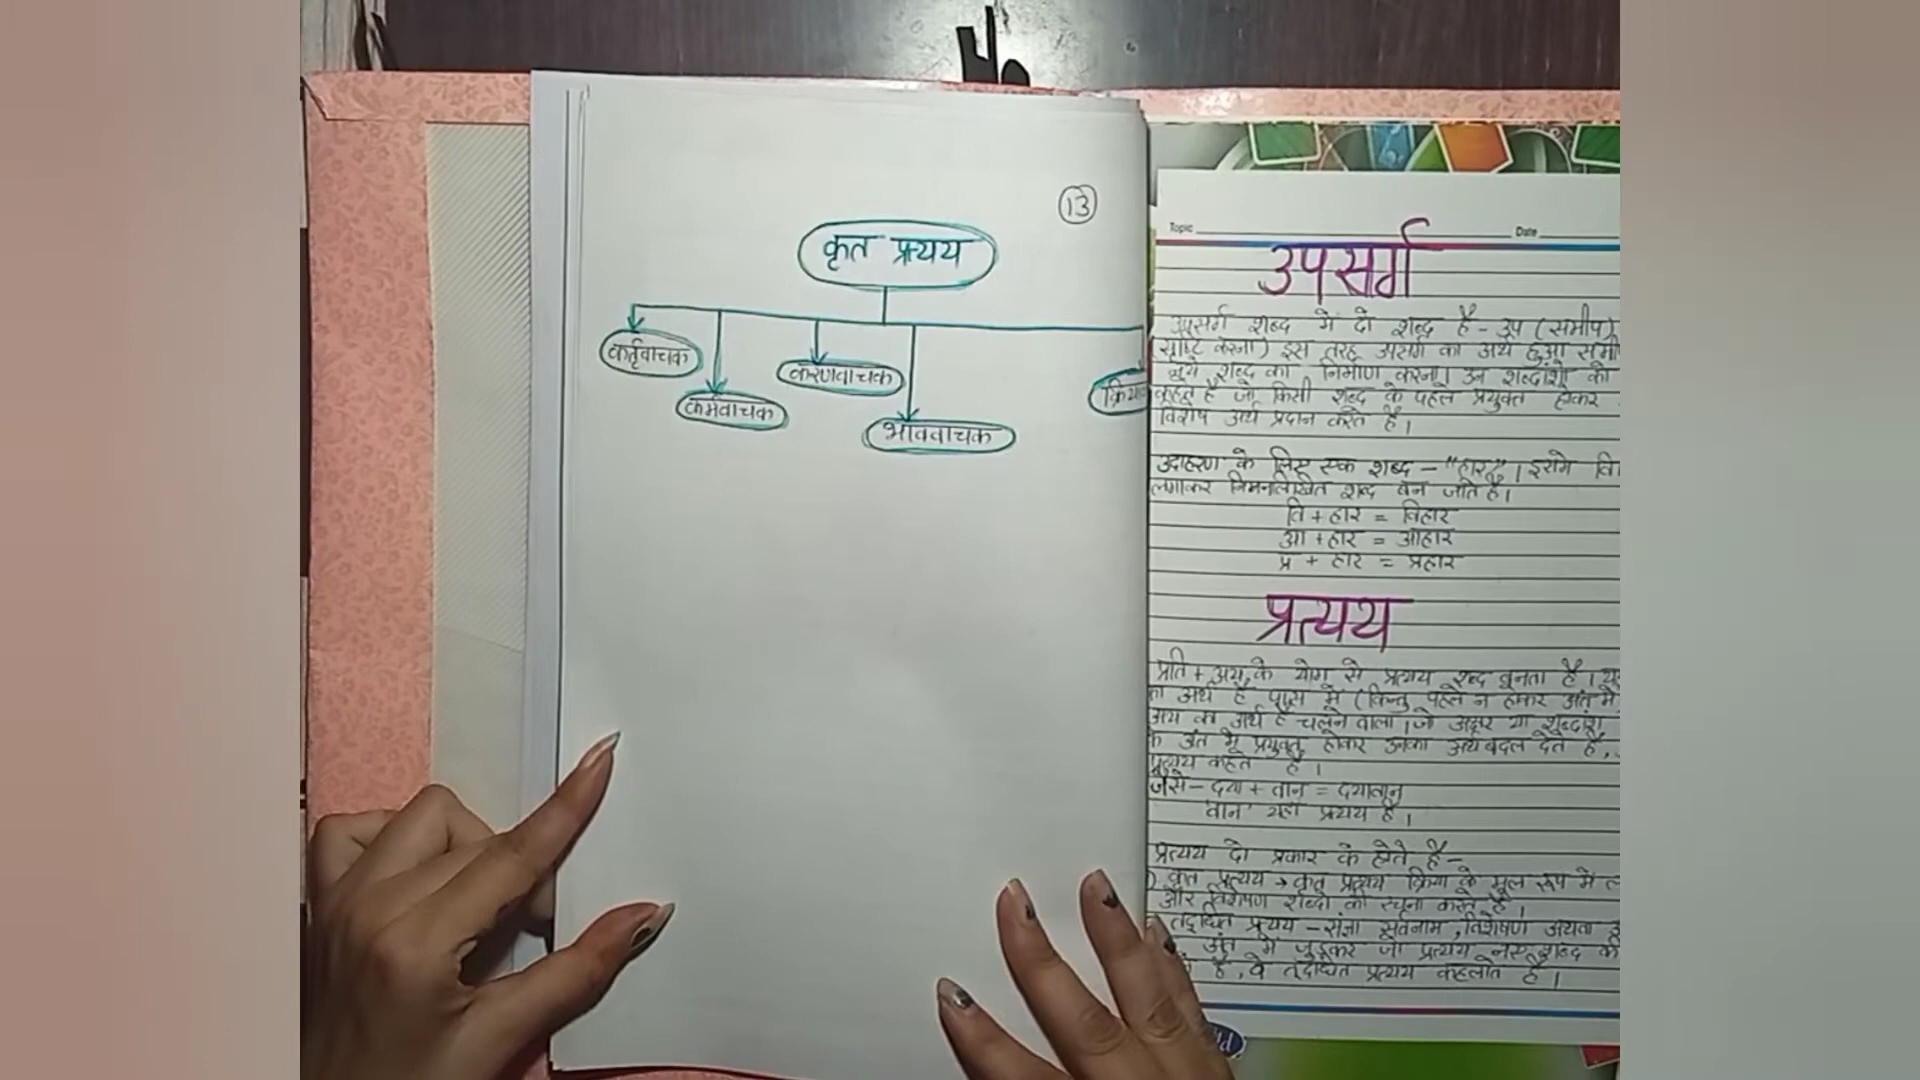 13
कृत प्रत्यय
कर्तृवाचक
करणवाचक
कर्मवाचक
भाववाचक
Topic
Date
उपसर्ग
उपसर्ग शब्द में दो शब्द है - उप (समीप)
करना) इस तरह उपसर्ग का अर्थ हुआ
शब्द का निर्माण करना। उन शब्दांशो को
कहते है जो किसी शब्द के पहले प्रयुक्त होकर
विशेष अर्थ प्रदान करते है।
उदाहरण के लिए एक शब्द - "हार"। इसमे
लगाकर शब्द बन जाते है।
वि + हार = विहार
आ + हार = आहार
प्र + हार = प्रहार
प्रत्यय
प्रति + अय के योग से प्रत्यय शब्द बनता है।
अर्थ है पास में (किन्तु पहले न होकर अंत मे
अय का अर्थ है चलने वाला। जो अक्षर या शब्दांश
के अंत में प्रयुक्त होकर उनका अर्थ बदल देते है,
प्रत्यय कहते है।
जैसे - दया + वान = दयावान
'वान' यहाँ प्रत्यय है।
प्रत्यय दो प्रकार के होते है -
कृत प्रत्यय → कृत प्रत्यय क्रिया के मूल रूप में
और विशेषण शब्दो की रचना करते है।
प्रत्यय - संज्ञा सर्वनाम, विशेषण अथवा
अंत में जुड़कर जो प्रत्यय नए शब्द
है, वे प्रत्यय कहलाते है।